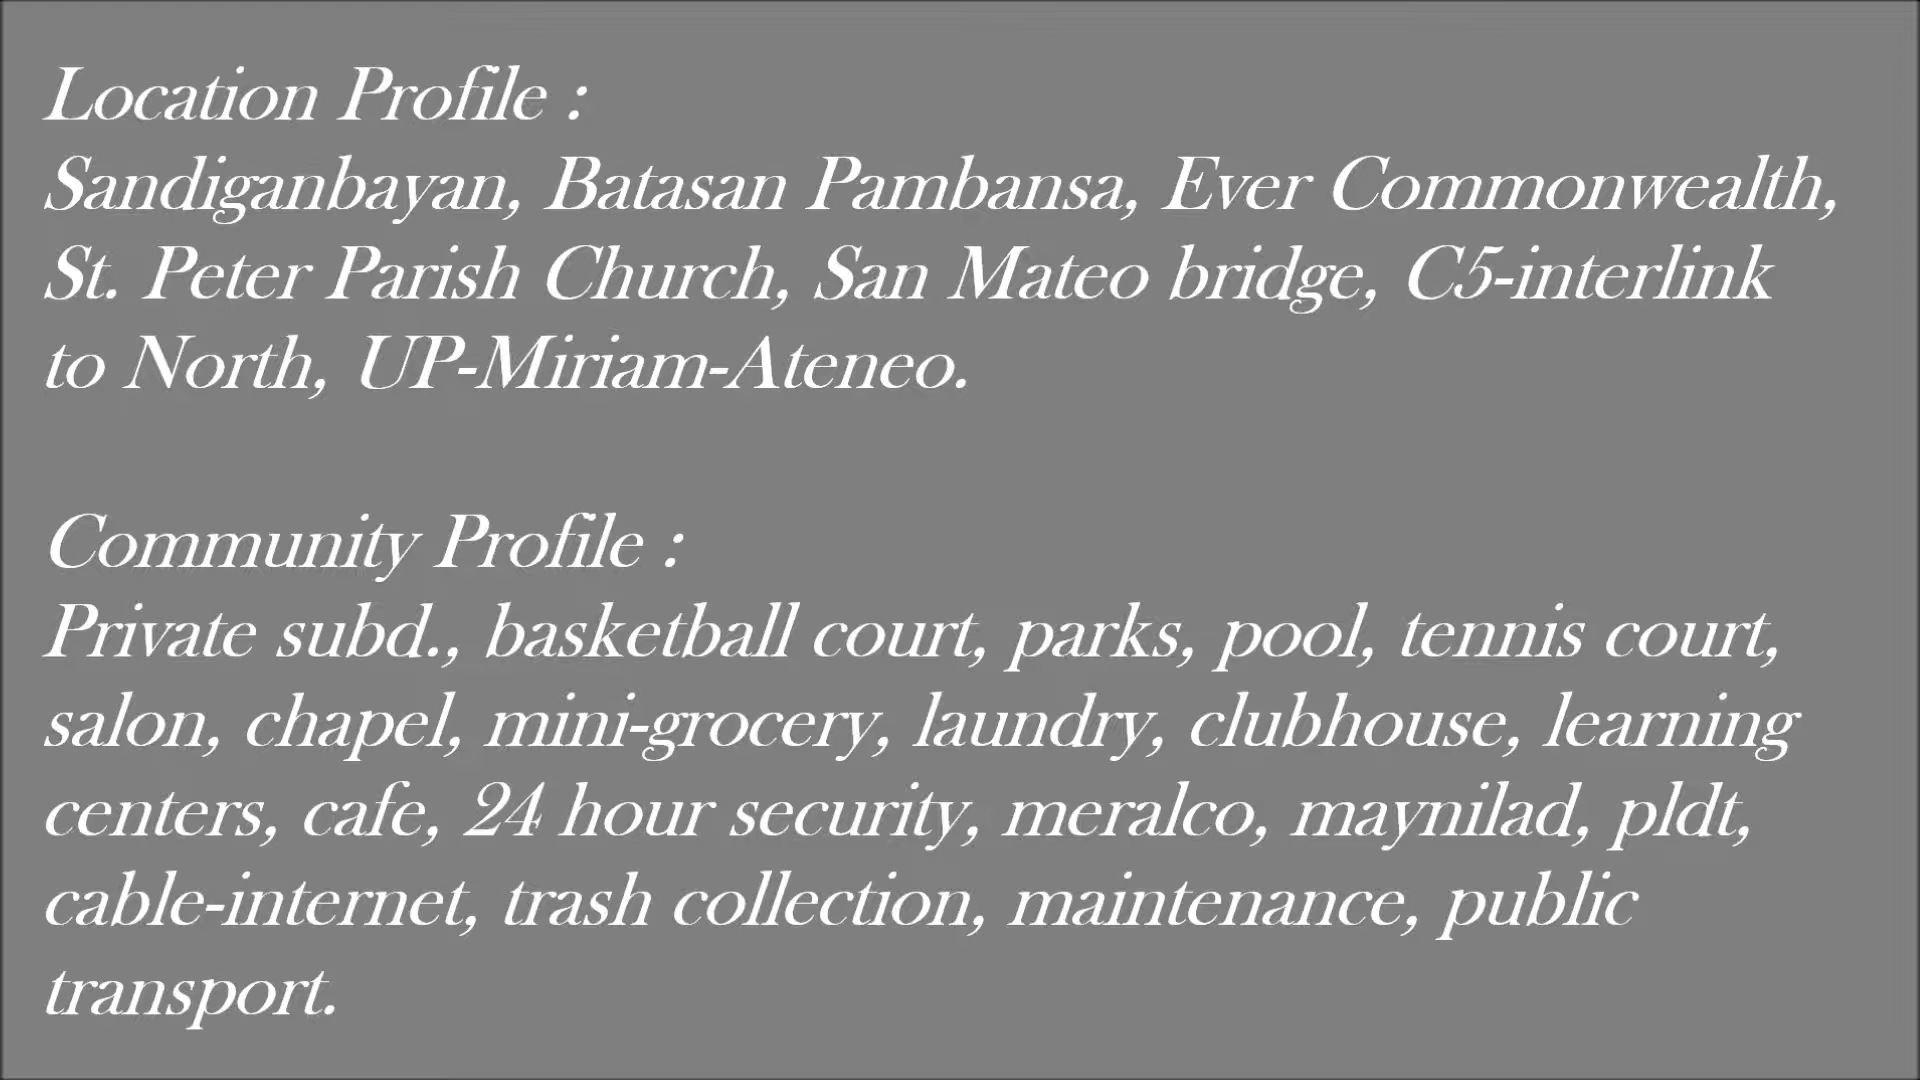 Location Profile :
Sandiganbayan, Batasan Pambansa, Ever Commonwealth,
St. Peter Parish Church, San Mateo bridge, C5-interlink
to North, UP-Miriam-Ateneo.
Community Profile :
Private subd., basketball court, parks, pool, tennis court,
salon, chapel, mini-grocery, laundry, clubhouse, learning
centers, cafe, 24 hour security, meralco, maynilad, pldt,
cable-internet, trash collection, maintenance, public
transport.